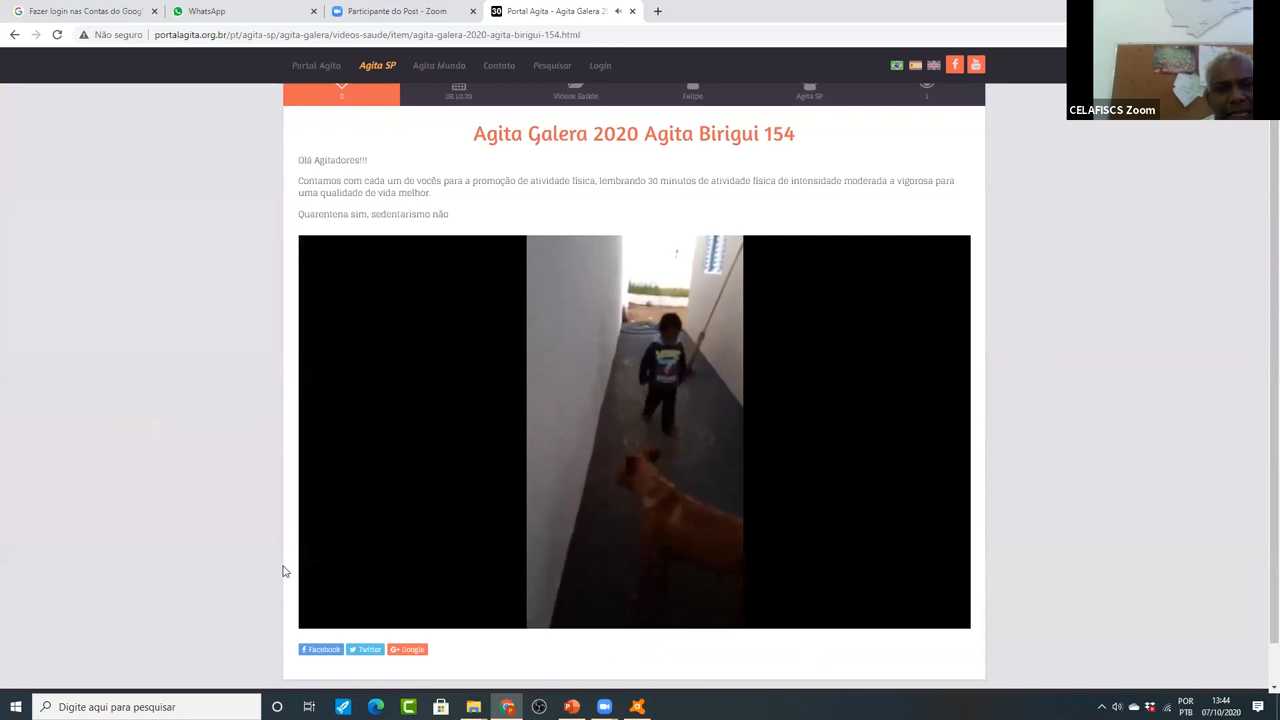 Fazer login nas Contas do Goog
WhatsApp
Participante do Post - Zoom
30 Portal Agita - Agita Galera 20
Não seguro
portalagita.org.br/pt/agita-sp/agita-galera/videos-saude/item/agita-galera-2020-agita-birigui-154.html
Portal Agita Agita SP Agita Mundo Contato Pesquisar Login
CELAFISCS Zoom
0 08.10.20 Vídeos Saúde Felipe Agita SP 1
Agita Galera 2020 Agita Birigui 154
Olá Agitadores!!!
Contamos com cada um de vocês para a promoção de atividade física, lembrando 30 minutos de atividade física de intensidade moderada a vigorosa para
uma qualidade de vida melhor.
Quarentena sim, sedentarismo não
Facebook Twitter G+ Google
Digite aqui para pesquisar
POR
PTB
13:44
07/10/2020